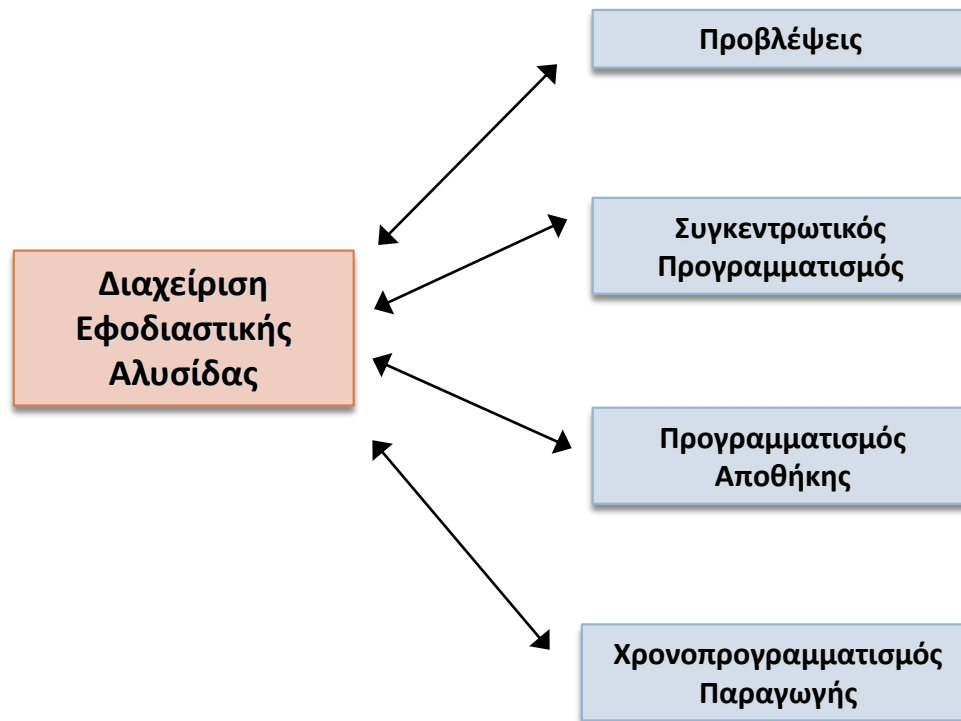 Προβλέψεις
Συγκεντρωτικός
Προγραμματισμός
Διαχείριση
Εφοδιαστικής
Αλυσίδας
Προγραμματισμός
Αποθήκης
Χρονοπρογραμματισμός
Παραγωγής